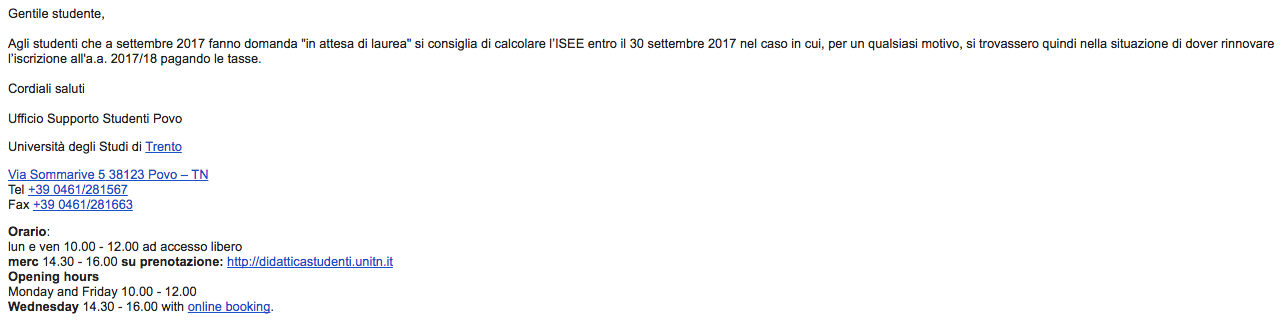 Gentile studente,
Agli studenti che a settembre 2017 fanno domanda "in attesa di laurea" si consiglia di calcolare l'ISEE entro il 30 settembre 2017 nel caso in cui, per un qualsiasi motivo, si trovassero quindi nella situazione di dover rinnovare
l'iscrizione all'a.a. 2017/18 pagando le tasse.
Cordiali saluti
Ufficio Supporto Studenti Povo
Università degli Studi di Trento
Via Sommarive 5 38123 Povo – TN
Tel +39 0461/281567
Fax +39 0461/281663
Orario:
lun e ven 10.00 - 12.00 ad accesso libero
merc 14.30 - 16.00 su prenotazione: http://didatticastudenti.unitn.it
Opening hours
Monday and Friday 10.00 - 12.00
Wednesday 14.30 - 16.00 with online booking.